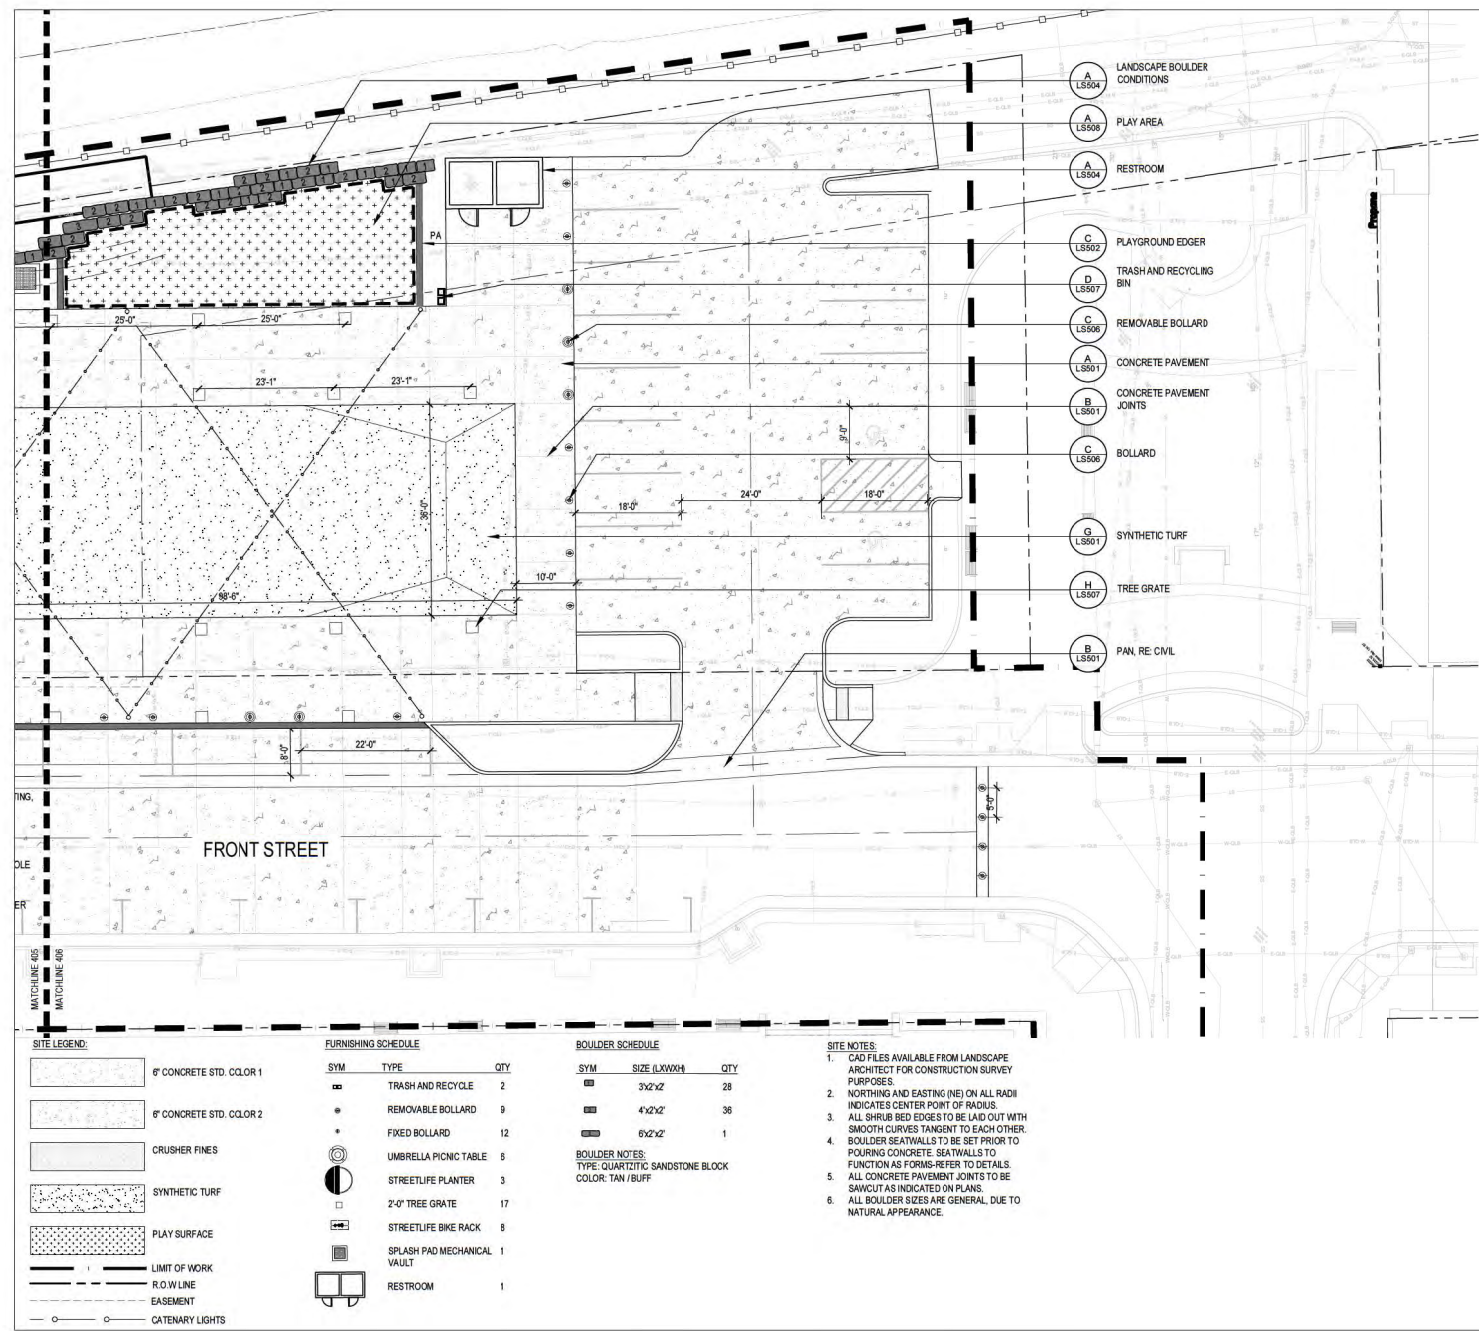 A
LS504
LANDSCAPE BOULDER
CONDITIONS
A
LS508
PLAY AREA
A
LS504
RESTROOM
Propane
PA
C
LS502
PLAYGROUND EDGER
D
LS507
TRASH AND RECYCLING
BIN
C
LS506
REMOVABLE BOLLARD
A
LS501
CONCRETE PAVEMENT
B
LS501
CONCRETE PAVEMENT
JOINTS
C
LS506
BOLLARD
G
LS501
SYNTHETIC TURF
H
LS507
TREE GRATE
B
LS501
PAN, RE: CIVIL
25'-0"
25'-0"
23'-1"
23'-1"
9'-0"
36'-0"
18'-0"
24'-0"
18'-0"
10'-0"
98'-6"
8'-0"
22'-0"
5'-0"
TING,
OLE
ER
FRONT STREET
MATCHLINE 405
MATCHLINE 406
SITE LEGEND:
6" CONCRETE STD. COLOR 1
6" CONCRETE STD. COLOR 2
CRUSHER FINES
SYNTHETIC TURF
PLAY SURFACE
LIMIT OF WORK
R.O.W LINE
EASEMENT
CATENARY LIGHTS
FURNISHING SCHEDULE
SYM TYPE QTY
TRASH AND RECYCLE 2
REMOVABLE BOLLARD 9
FIXED BOLLARD 12
UMBRELLA PICNIC TABLE 6
STREETLIFE PLANTER 3
2'-0" TREE GRATE 17
STREETLIFE BIKE RACK 8
SPLASH PAD MECHANICAL 1
VAULT
RESTROOM 1
BOULDER SCHEDULE
SYM SIZE (LXWXH) QTY
3'x2'x2' 28
4'x2'x2' 36
6'x2'x2' 1
BOULDER NOTES:
TYPE: QUARTZITIC SANDSTONE BLOCK
COLOR: TAN / BUFF
SITE NOTES:
1. CAD FILES AVAILABLE FROM LANDSCAPE
ARCHITECT FOR CONSTRUCTION SURVEY
PURPOSES.
2. NORTHING AND EASTING (NE) ON ALL RADII
INDICATES CENTER POINT OF RADIUS.
3. ALL SHRUB BED EDGES TO BE LAID OUT WITH
SMOOTH CURVES TANGENT TO EACH OTHER.
4. BOULDER SEATWALLS TO BE SET PRIOR TO
POURING CONCRETE. SEATWALLS TO
FUNCTION AS FORMS-REFER TO DETAILS.
5. ALL CONCRETE PAVEMENT JOINTS TO BE
SAWCUT AS INDICATED ON PLANS.
6. ALL BOULDER SIZES ARE GENERAL, DUE TO
NATURAL APPEARANCE.